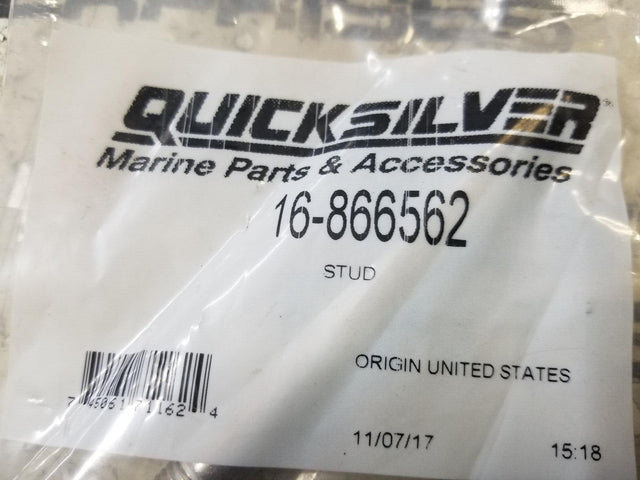 QUICKSILVER®
Marine Parts & Accessories
16-866562
STUD
ORIGIN UNITED STATES
11/07/17 15:18